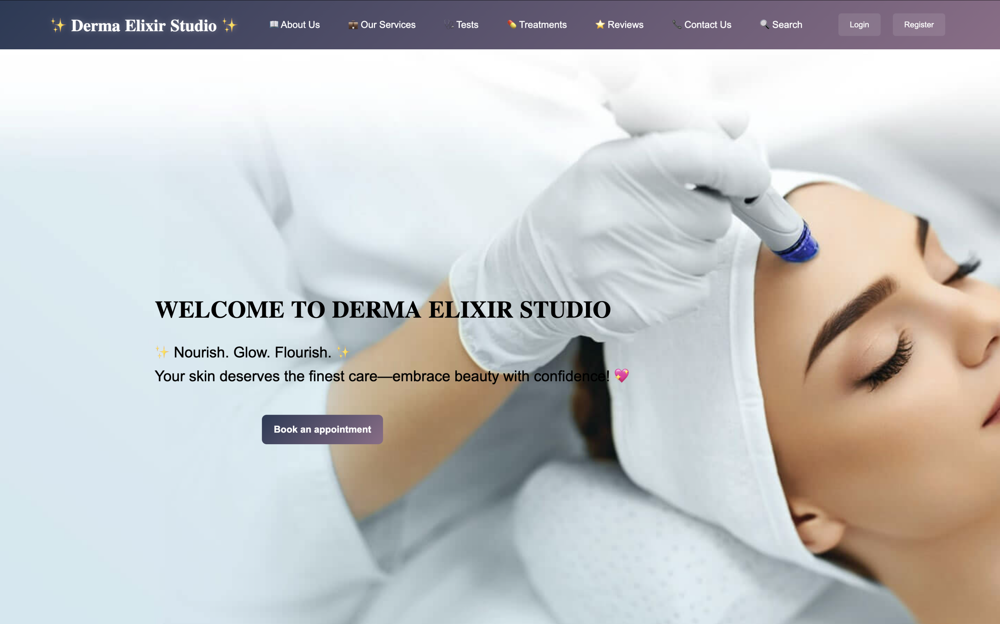 ✨ Derma Elixir Studio ✨
📖 About Us
💼 Our Services
🩺 Tests
💊 Treatments
⭐ Reviews
📞 Contact Us
🔍 Search
Login
Register
WELCOME TO DERMA ELIXIR STUDIO
✨ Nourish. Glow. Flourish. ✨
Your skin deserves the finest care—embrace beauty with confidence! 💖
Book an appointment